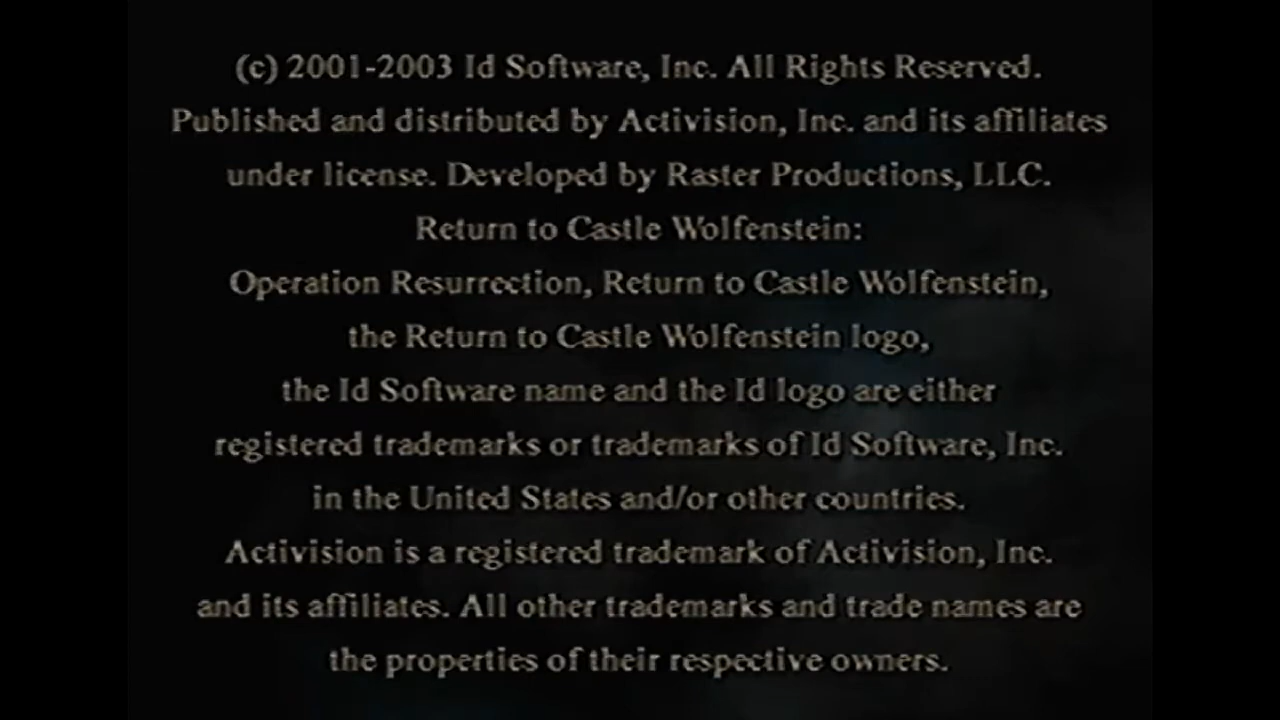 (c) 2001-2003 Id Software, Inc. All Rights Reserved.
Published and distributed by Activision, Inc. and its affiliates
under license. Developed by Raster Productions, LLC.
Return to Castle Wolfenstein:
Operation Resurrection, Return to Castle Wolfenstein,
the Return to Castle Wolfenstein logo,
the Id Software name and the Id logo are either
registered trademarks or trademarks of Id Software, Inc.
in the United States and/or other countries.
Activision is a registered trademark of Activision, Inc.
and its affiliates. All other trademarks and trade names are
the properties of their respective owners.